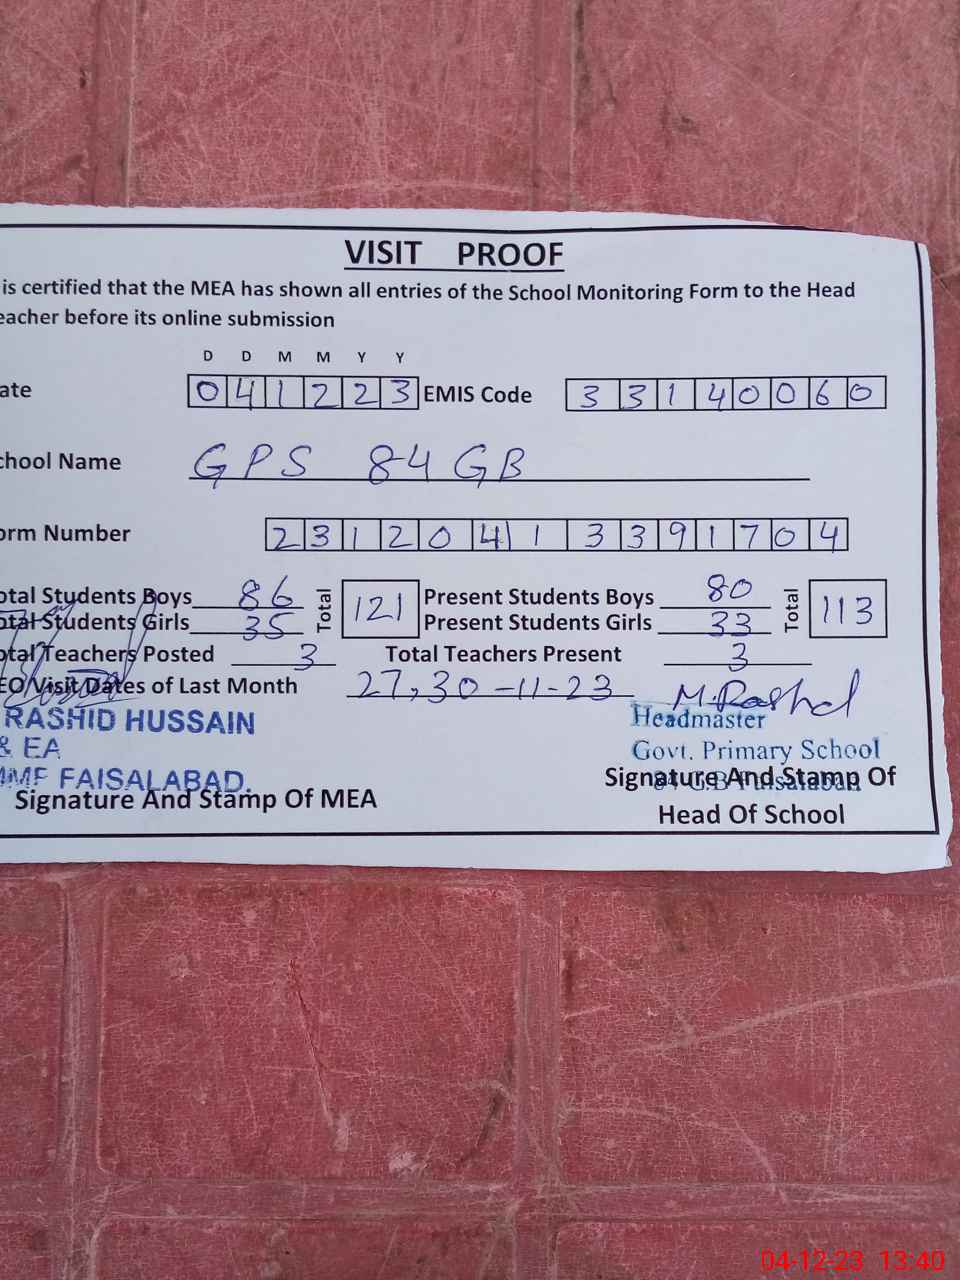 VISIT PROOF
is certified that the MEA has shown all entries of the School Monitoring Form to the Head
eacher before its online submission
D D M M Y Y
ate 041223 EMIS Code 33140060
chool Name GPS 84 GB
orm Number 23120413391704
otal Students Boys 86 Total 121 Present Students Boys 80 Total 113
otal Students Girls 35 Present Students Girls 33
otal Teachers Posted 3 Total Teachers Present 3
EO Visit Dates of Last Month 27,30-11-23 M.Rashd
RASHID HUSSAIN Headmaster
& EA Govt. Primary School
FAISALABAD. 84 G.B Faisalabad
Signature And Stamp Of MEA Signature And Stamp Of
Head Of School
04-12-23 13:40